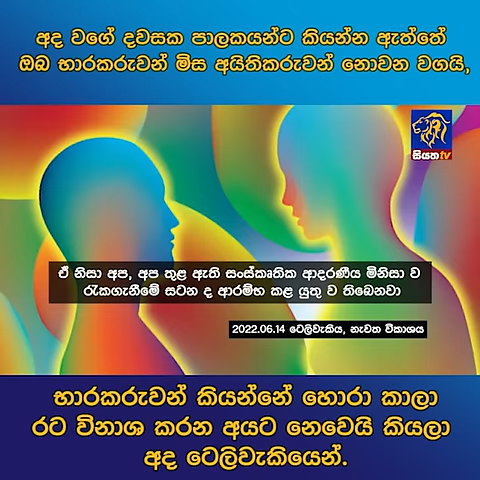 අද වගේ දවසක පාලකයන්ට කියන්න ඇත්තේ
ඔබ භාරකරුවන් මිස අයිතිකරුවන් නොවන වගයි,
සියත tv
ඒ නිසා අප, අප තුළ ඇති සංස්කෘතික ආදරණීය මිනිසා ව
රැකගැනීමේ සටන ද ආරම්භ කළ යුතු ව තිබෙනවා
2022.06.14 ටෙලිවැකිය, නැවත විකාශය
භාරකරුවන් කියන්නේ හොරා කාලා
රට විනාශ කරන අයට නෙවෙයි කියලා
අද ටෙලිවැකියෙන්.